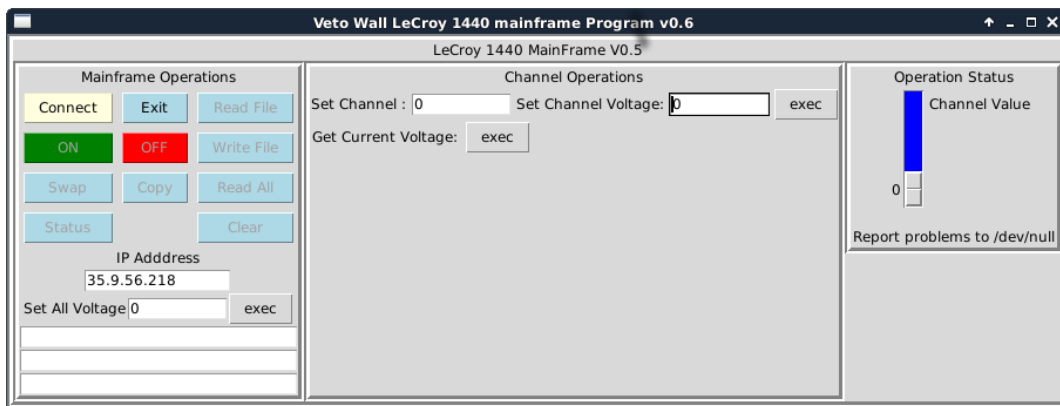 Veto Wall LeCroy 1440 mainframe Program v0.6
LeCroy 1440 MainFrame V0.5
Mainframe Operations
Connect Exit Read File
ON OFF Write File
Swap Copy Read All
Status Clear
IP Adddress
35.9.56.218
Set All Voltage 0 exec
Channel Operations
Set Channel : 0 Set Channel Voltage: 0 exec
Get Current Voltage: exec
Operation Status
Channel Value
0
Report problems to /dev/null